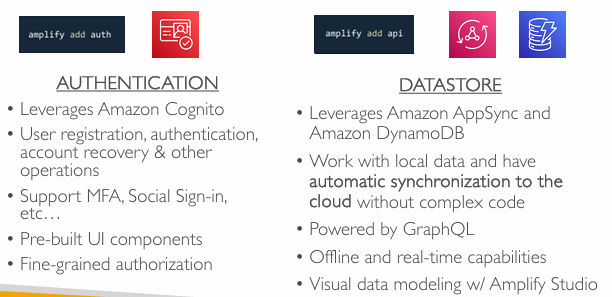 amplify add auth
AUTHENTICATION
• Leverages Amazon Cognito
• User registration, authentication,
account recovery & other
operations
• Support MFA, Social Sign-in,
etc…
• Pre-built UI components
• Fine-grained authorization
amplify add api
DATASTORE
• Leverages Amazon AppSync and
Amazon DynamoDB
• Work with local data and have
automatic synchronization to the
cloud without complex code
• Powered by GraphQL
• Offline and real-time capabilities
• Visual data modeling w/ Amplify Studio